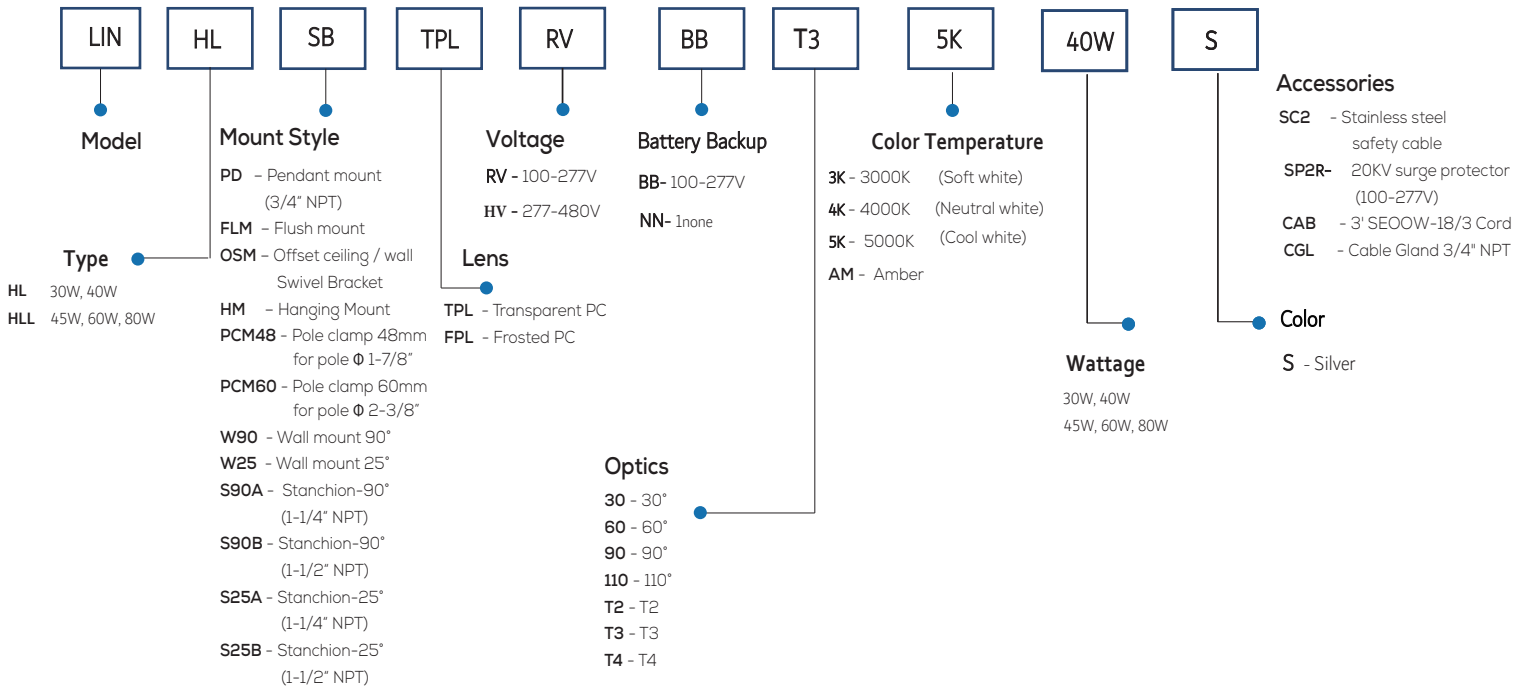 LIN HL SB TPL RV BB T3 5K 40W S
Model
Type
HL 30W, 40W
HLL 45W, 60W, 80W
Mount Style
PD – Pendant mount
(3/4" NPT)
FLM – Flush mount
OSM – Offset ceiling / wall
Swivel Bracket
HM – Hanging Mount
PCM48 - Pole clamp 48mm
for pole Φ 1-7/8"
PCM60 - Pole clamp 60mm
for pole Φ 2-3/8"
W90 - Wall mount 90°
W25 - Wall mount 25°
S90A - Stanchion-90°
(1-1/4" NPT)
S90B - Stanchion-90°
(1-1/2" NPT)
S25A - Stanchion-25°
(1-1/4" NPT)
S25B - Stanchion-25°
(1-1/2" NPT)
Lens
TPL - Transparent PC
FPL - Frosted PC
Voltage
RV - 100-277V
HV - 277-480V
Battery Backup
BB- 100-277V
NN- 1none
Optics
30 - 30°
60 - 60°
90 - 90°
110 - 110°
T2 - T2
T3 - T3
T4 - T4
Color Temperature
3K - 3000K (Soft white)
4K - 4000K (Neutral white)
5K - 5000K (Cool white)
AM - Amber
Wattage
30W, 40W
45W, 60W, 80W
Accessories
SC2 - Stainless steel
safety cable
SP2R- 20KV surge protector
(100-277V)
CAB - 3' SEOOW-18/3 Cord
CGL - Cable Gland 3/4" NPT
Color
S - Silver